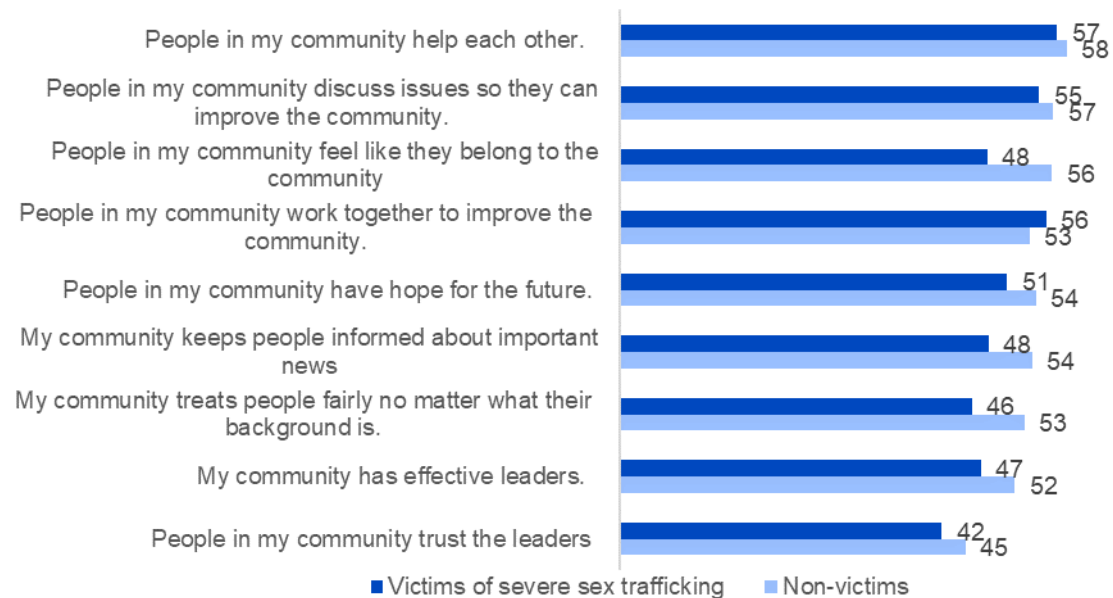 People in my community help each other.
57
58
People in my community discuss issues so they can
improve the community.
55
57
People in my community feel like they belong to the
community
48
56
People in my community work together to improve the
community.
56
53
People in my community have hope for the future.
51
54
My community keeps people informed about important
news
48
54
My community treats people fairly no matter what their
background is.
46
53
My community has effective leaders.
47
52
People in my community trust the leaders
42
45
Victims of severe sex trafficking
Non-victims